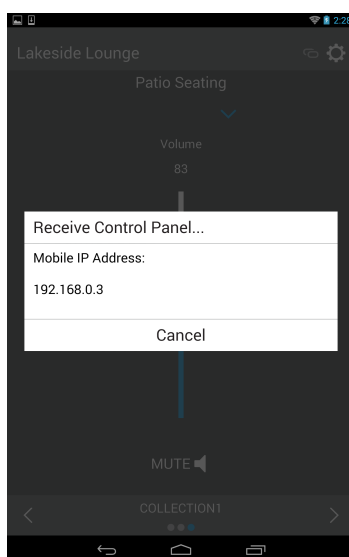 2:28
Lakeside Lounge
Patio Seating
Volume
83
Receive Control Panel...
Mobile IP Address:
192.168.0.3
Cancel
MUTE
COLLECTION1